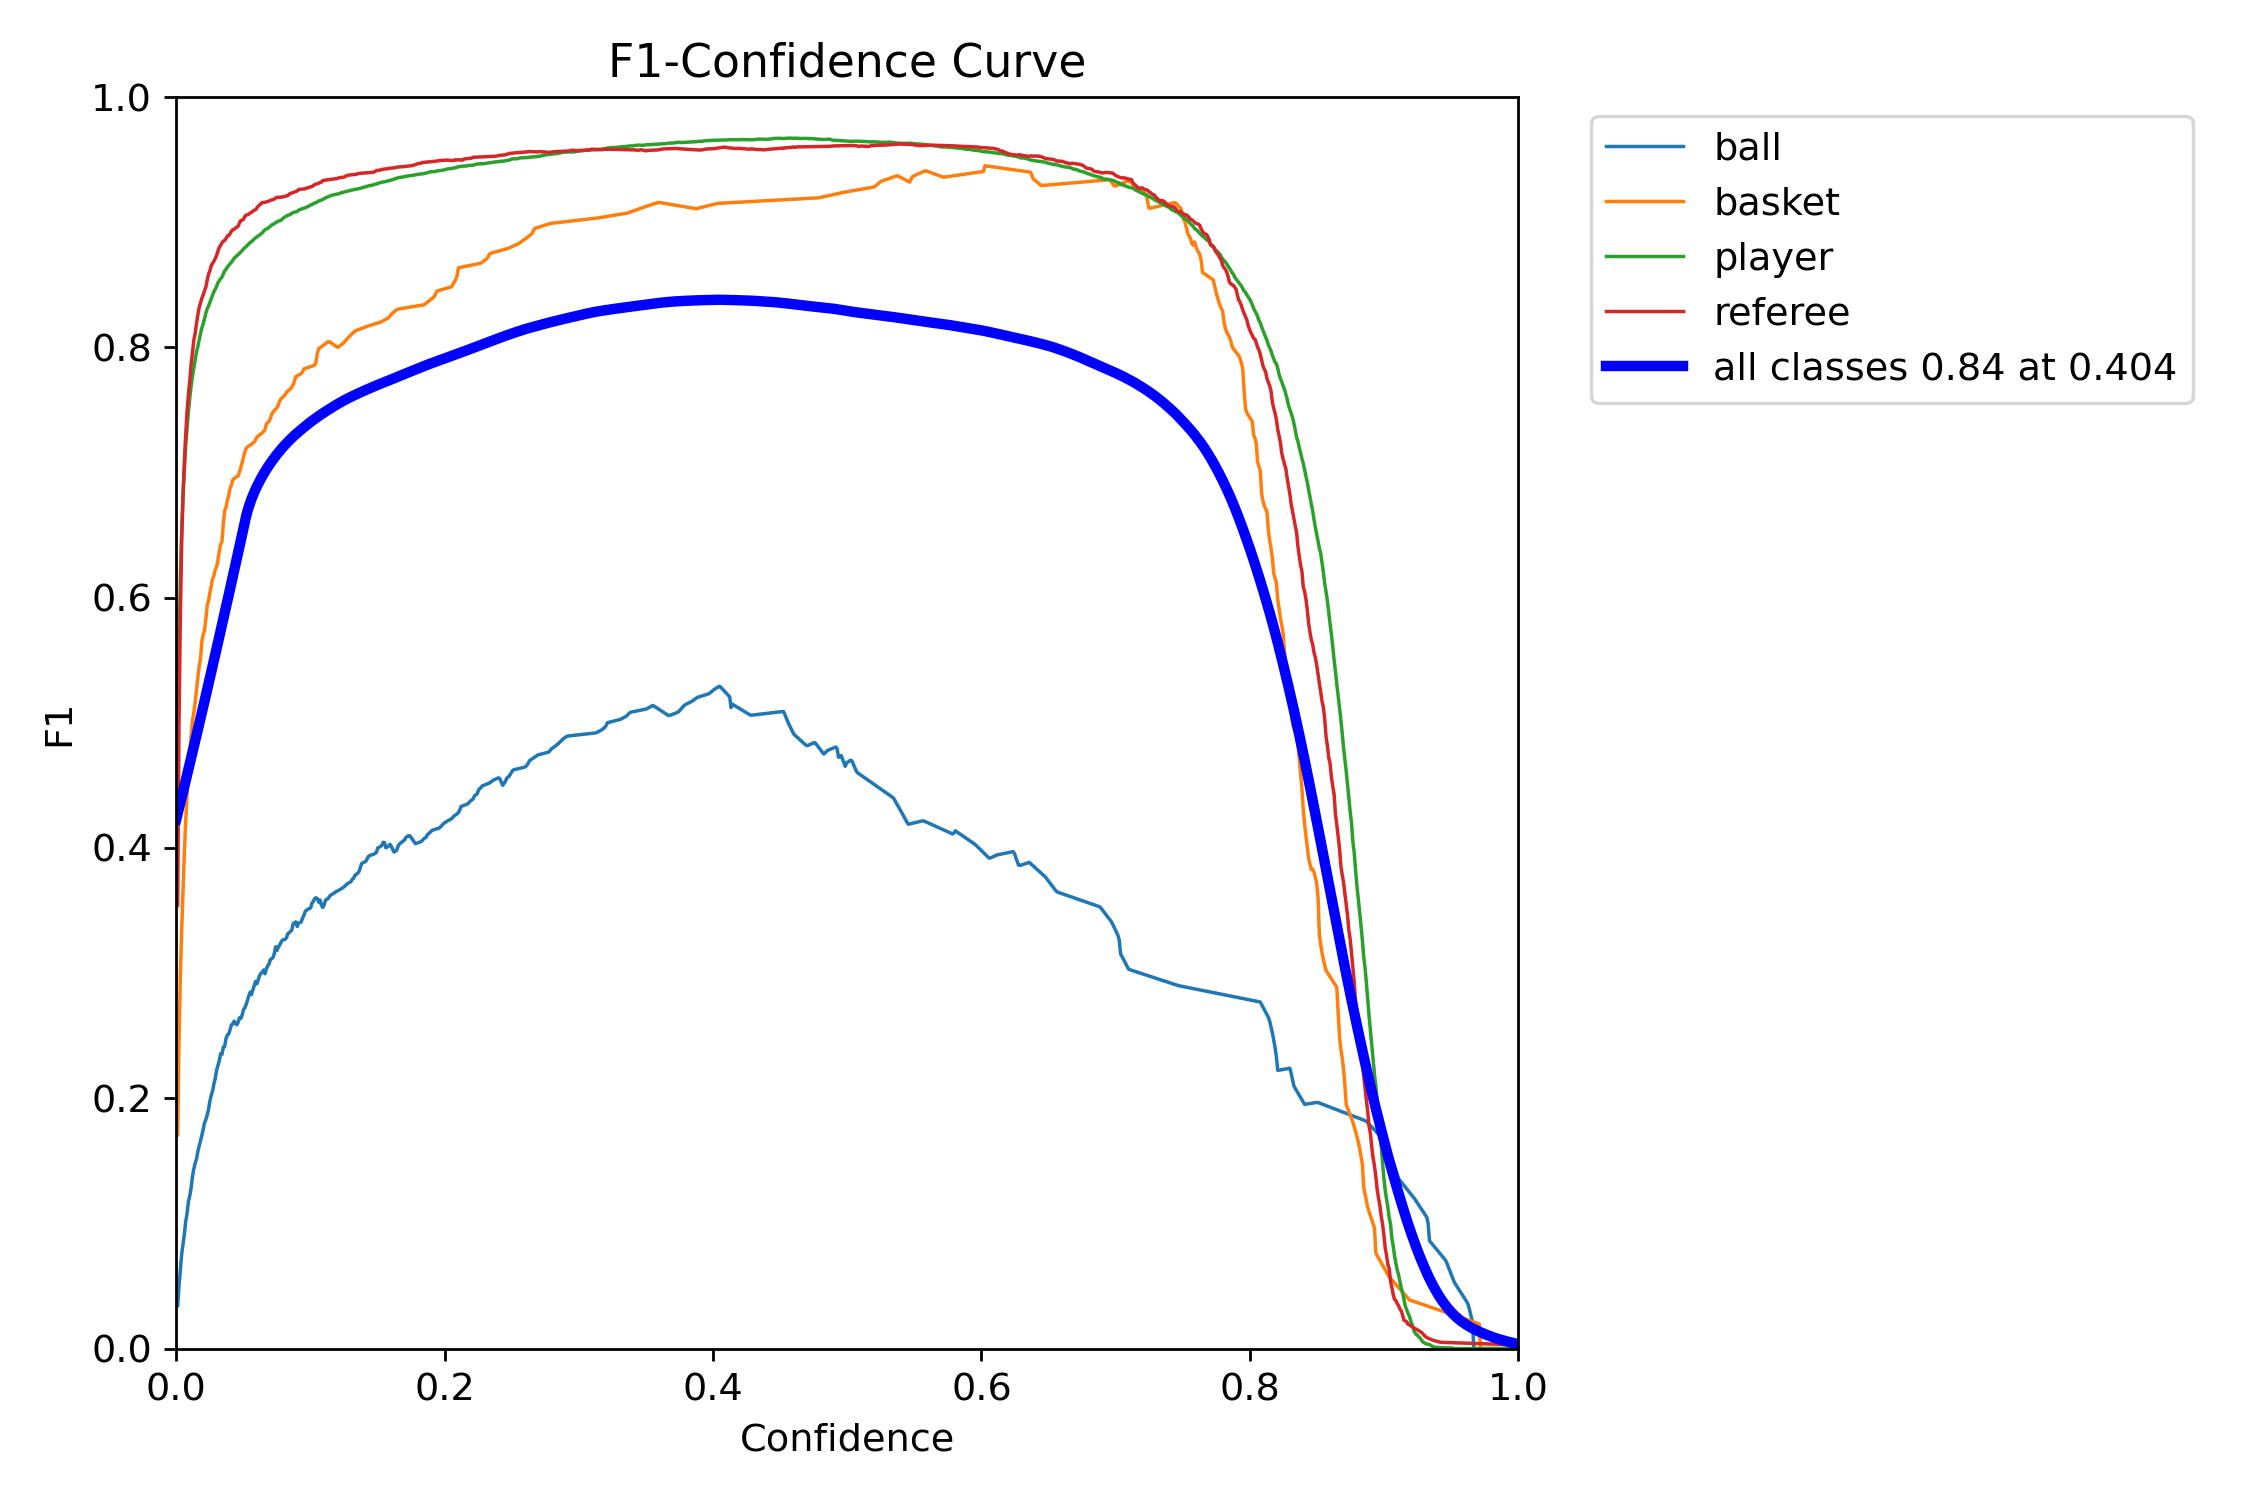 F1-Confidence Curve
1.0
0.8
0.6
0.4
0.2
0.0
F1
0.0 0.2 0.4 0.6 0.8 1.0
Confidence
ball
basket
player
referee
all classes 0.84 at 0.404